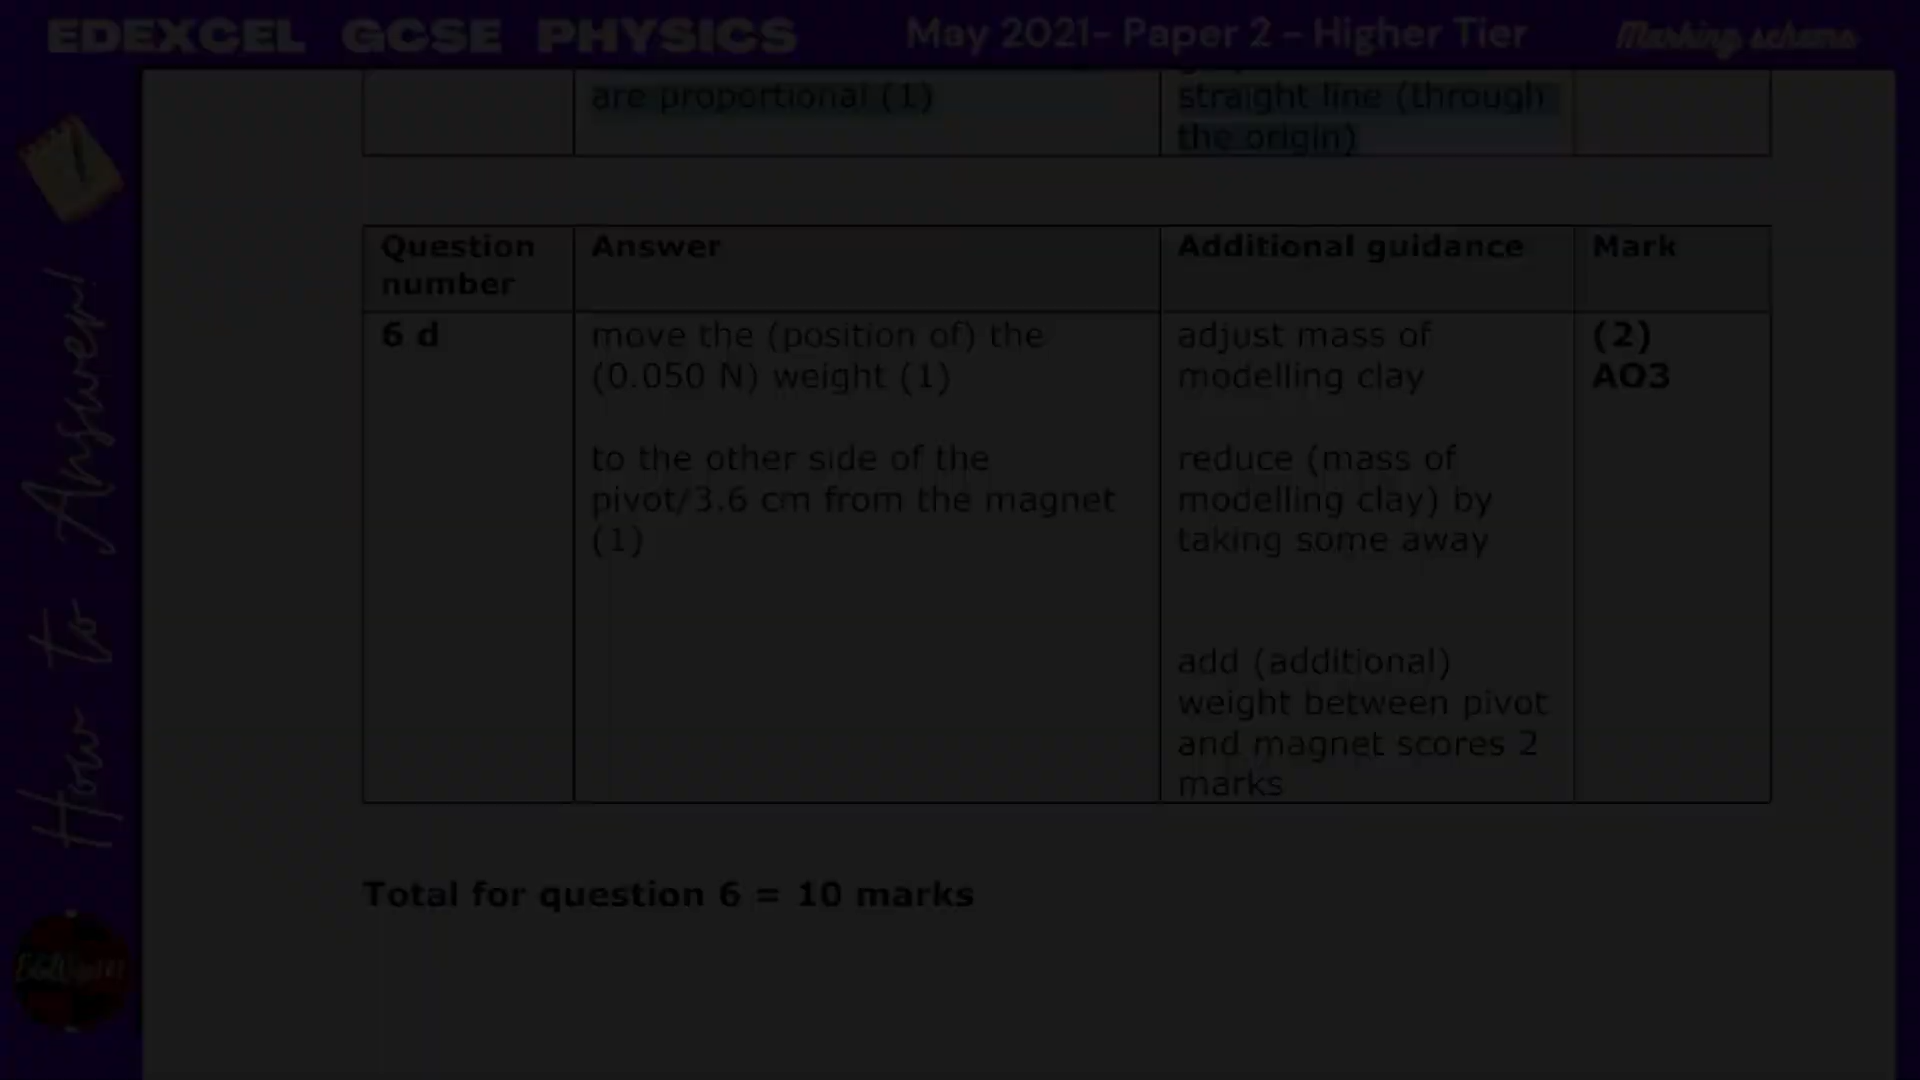 EDEXCEL GCSE PHYSICS
May 2021- Paper 2 - Higher Tier
Marking scheme
How to Answer!
are proportional (1)
straight line (through
the origin)
Question
number
Answer
Additional guidance
Mark
6 d
move the (position of) the
(0.050 N) weight (1)
to the other side of the
pivot/3.6 cm from the magnet
(1)
adjust mass of
modelling clay
reduce (mass of
modelling clay) by
taking some away
add (additional)
weight between pivot
and magnet scores 2
marks
(2)
AO3
Total for question 6 = 10 marks